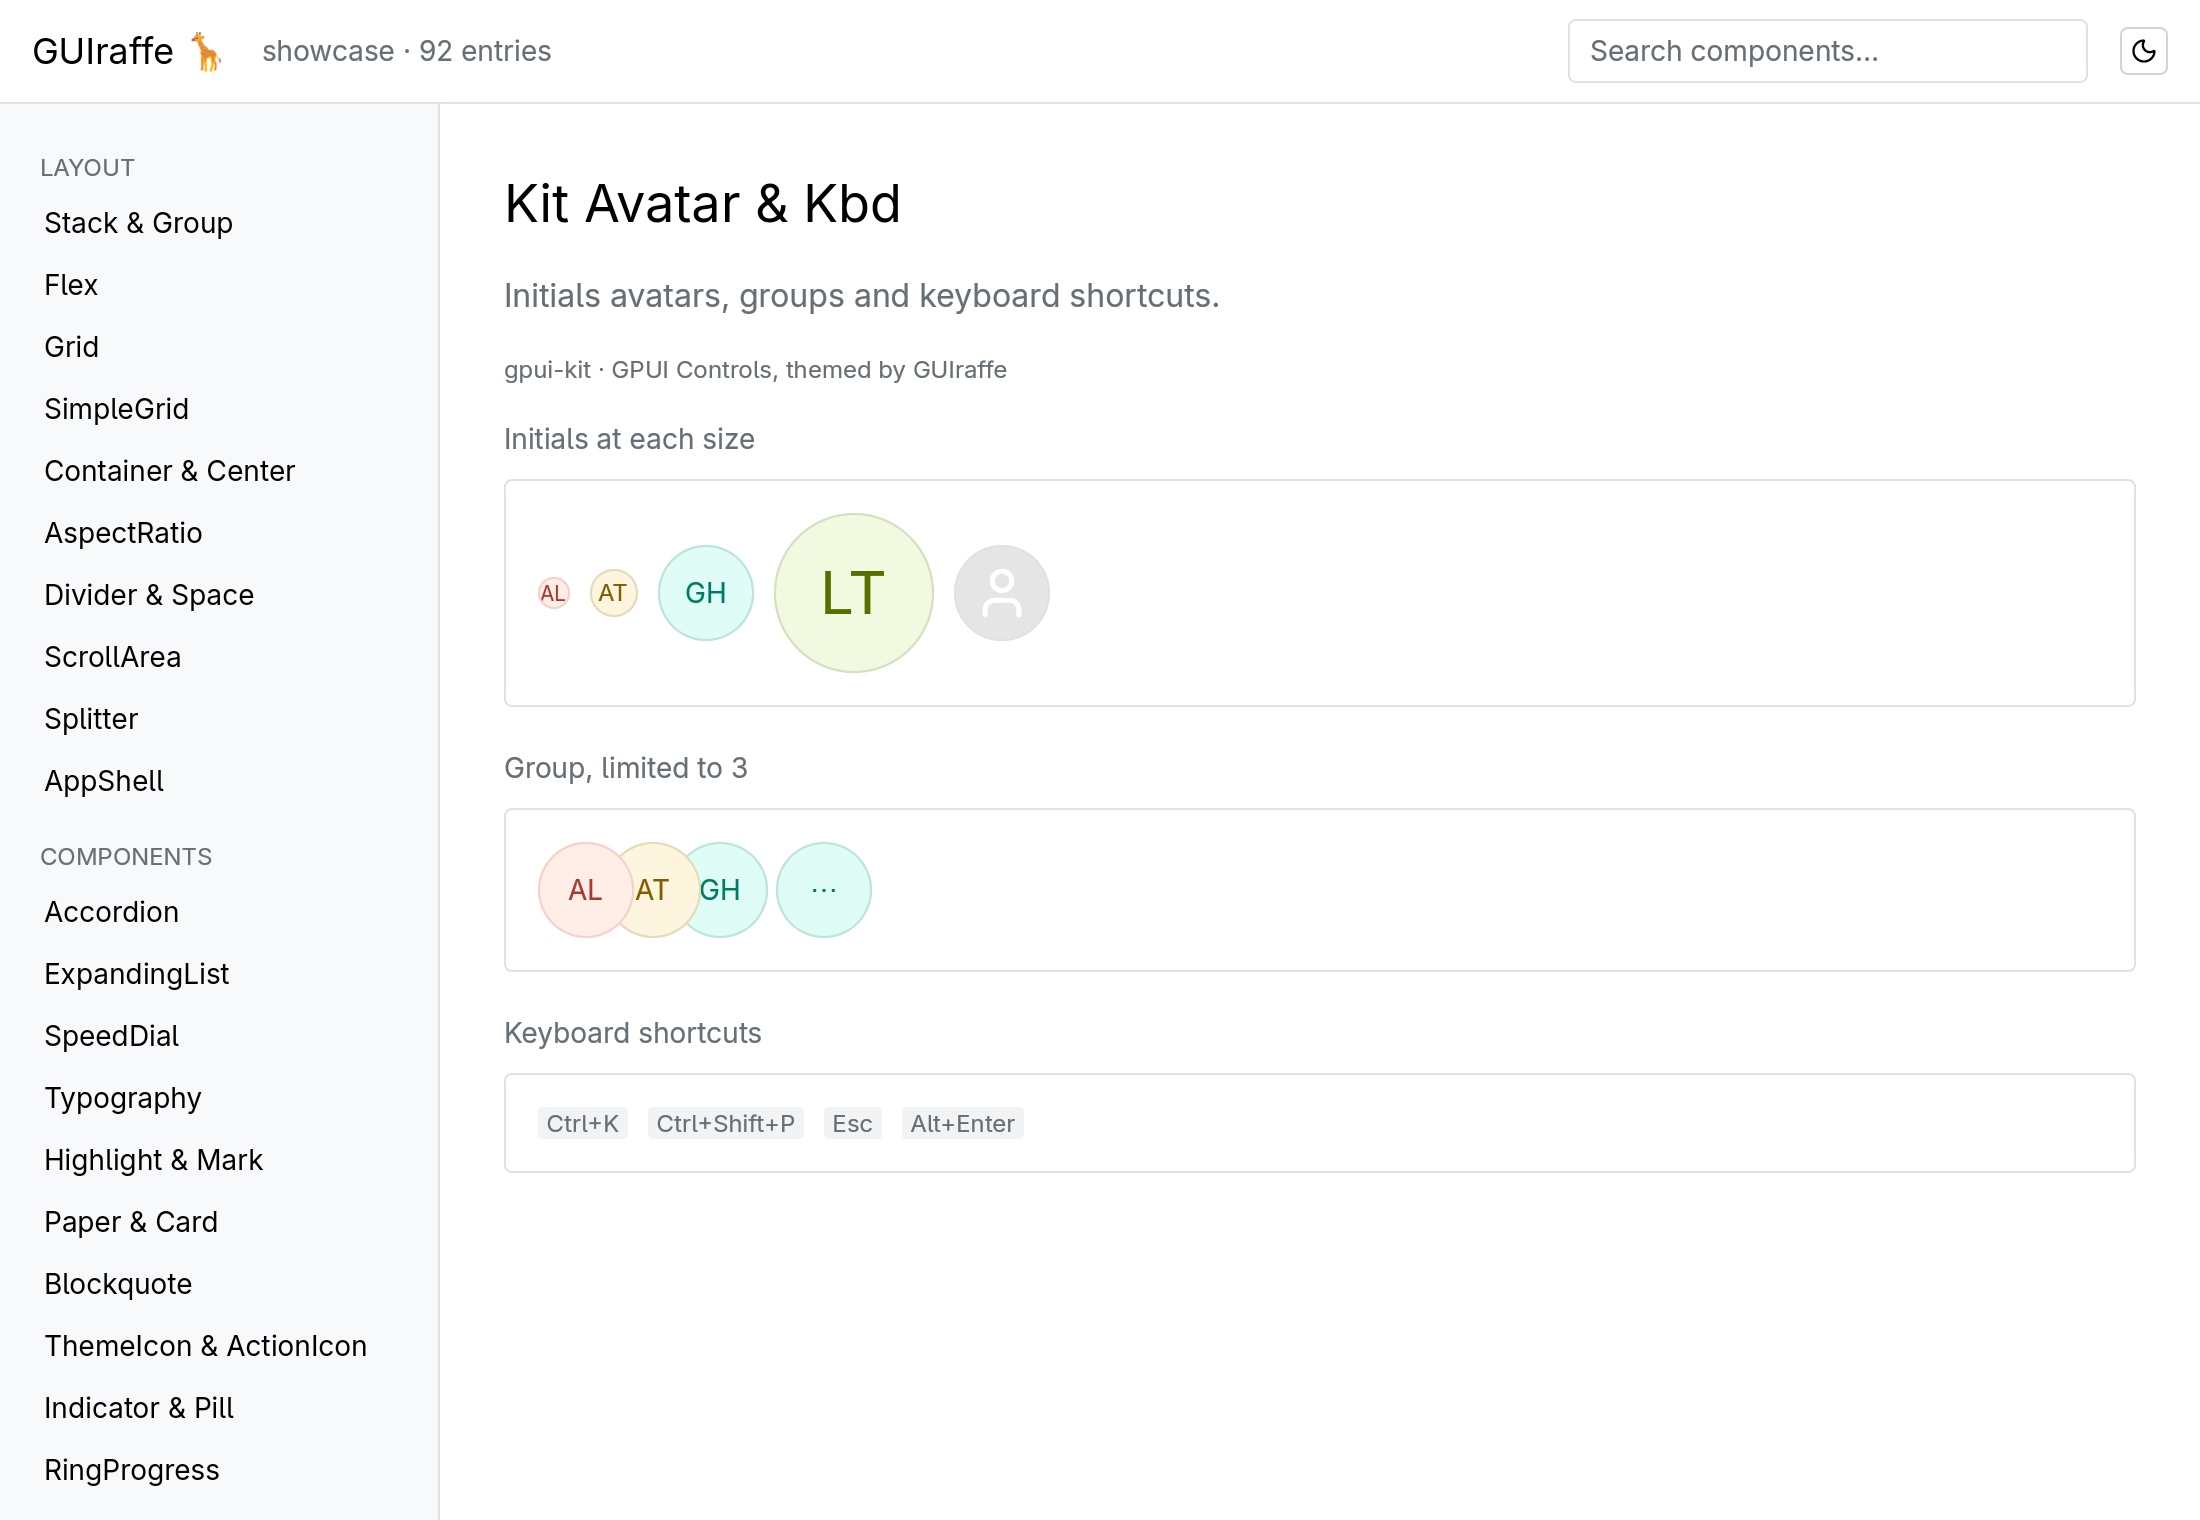 GUIraffe 🦒 showcase · 92 entries
Search components...
LAYOUT
Stack & Group
Flex
Grid
SimpleGrid
Container & Center
AspectRatio
Divider & Space
ScrollArea
Splitter
AppShell
COMPONENTS
Accordion
ExpandingList
SpeedDial
Typography
Highlight & Mark
Paper & Card
Blockquote
ThemeIcon & ActionIcon
Indicator & Pill
RingProgress
Kit Avatar & Kbd
Initials avatars, groups and keyboard shortcuts.
gpui-kit · GPUI Controls, themed by GUIraffe
Initials at each size
AL AT GH LT
Group, limited to 3
AL AT GH ···
Keyboard shortcuts
Ctrl+K Ctrl+Shift+P Esc Alt+Enter